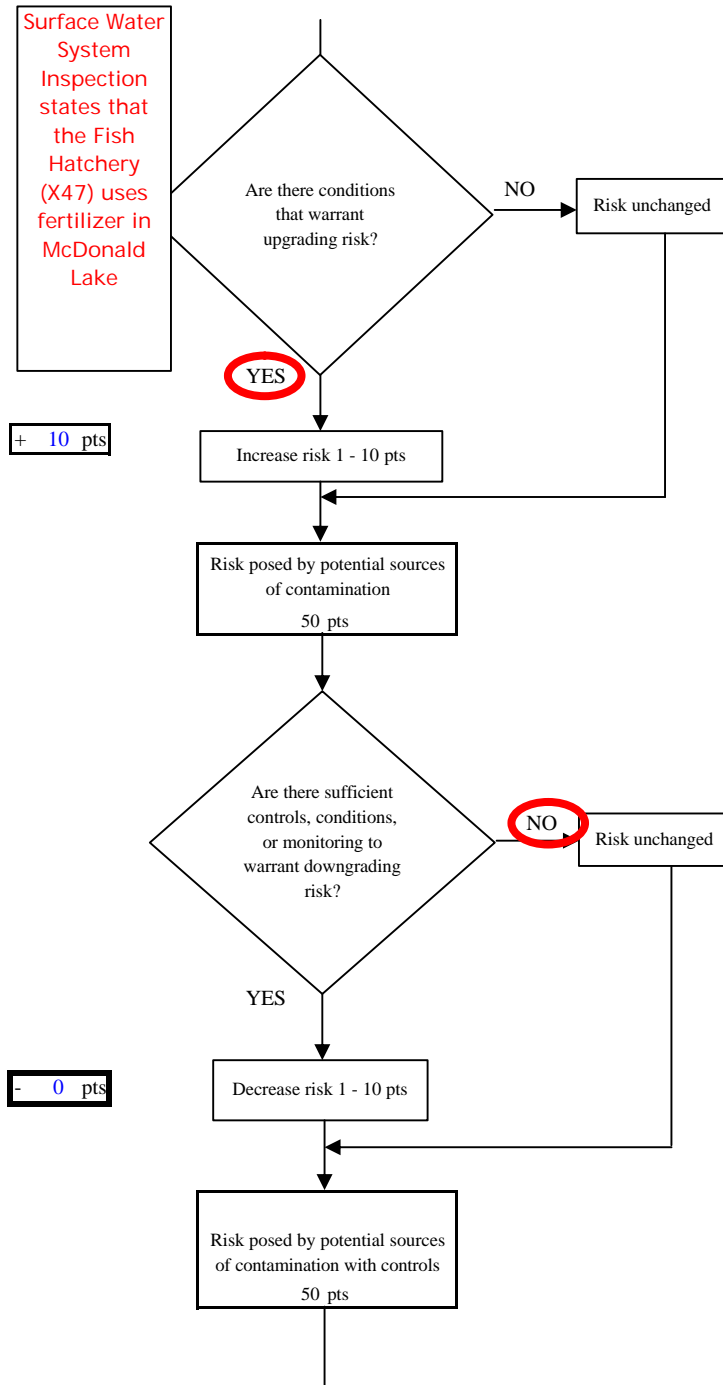 Surface Water
System
Inspection
states that
the Fish
Hatchery
(X47) uses
fertilizer in
McDonald
Lake
Are there conditions
that warrant
upgrading risk?
NO
Risk unchanged
YES
+ 10 pts
Increase risk 1 - 10 pts
Risk posed by potential sources
of contamination
50 pts
Are there sufficient
controls, conditions,
or monitoring to
warrant downgrading
risk?
NO
Risk unchanged
YES
- 0 pts
Decrease risk 1 - 10 pts
Risk posed by potential sources
of contamination with controls
50 pts